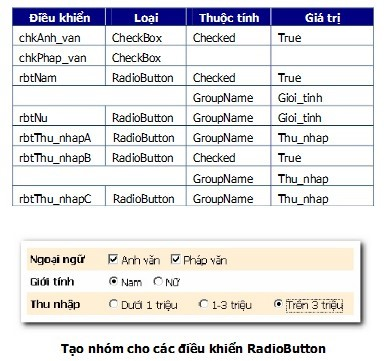 Điều khiển Loại Thuộc tính Giá trị
chkAnh_van CheckBox Checked True
chkPhap_van CheckBox
rbtNam RadioButton Checked True
GroupName Gioi_tinh
rbtNu RadioButton GroupName Gioi_tinh
rbtThu_nhapA RadioButton GroupName Thu_nhap
rbtThu_nhapB RadioButton Checked True
GroupName Thu_nhap
rbtThu_nhapC RadioButton GroupName Thu_nhap
Ngoại ngữ Anh văn Pháp văn
Giới tính Nam Nữ
Thu nhập Dưới 1 triệu 1-3 triệu Trên 3 triệu
Tạo nhóm cho các điều khiển RadioButton